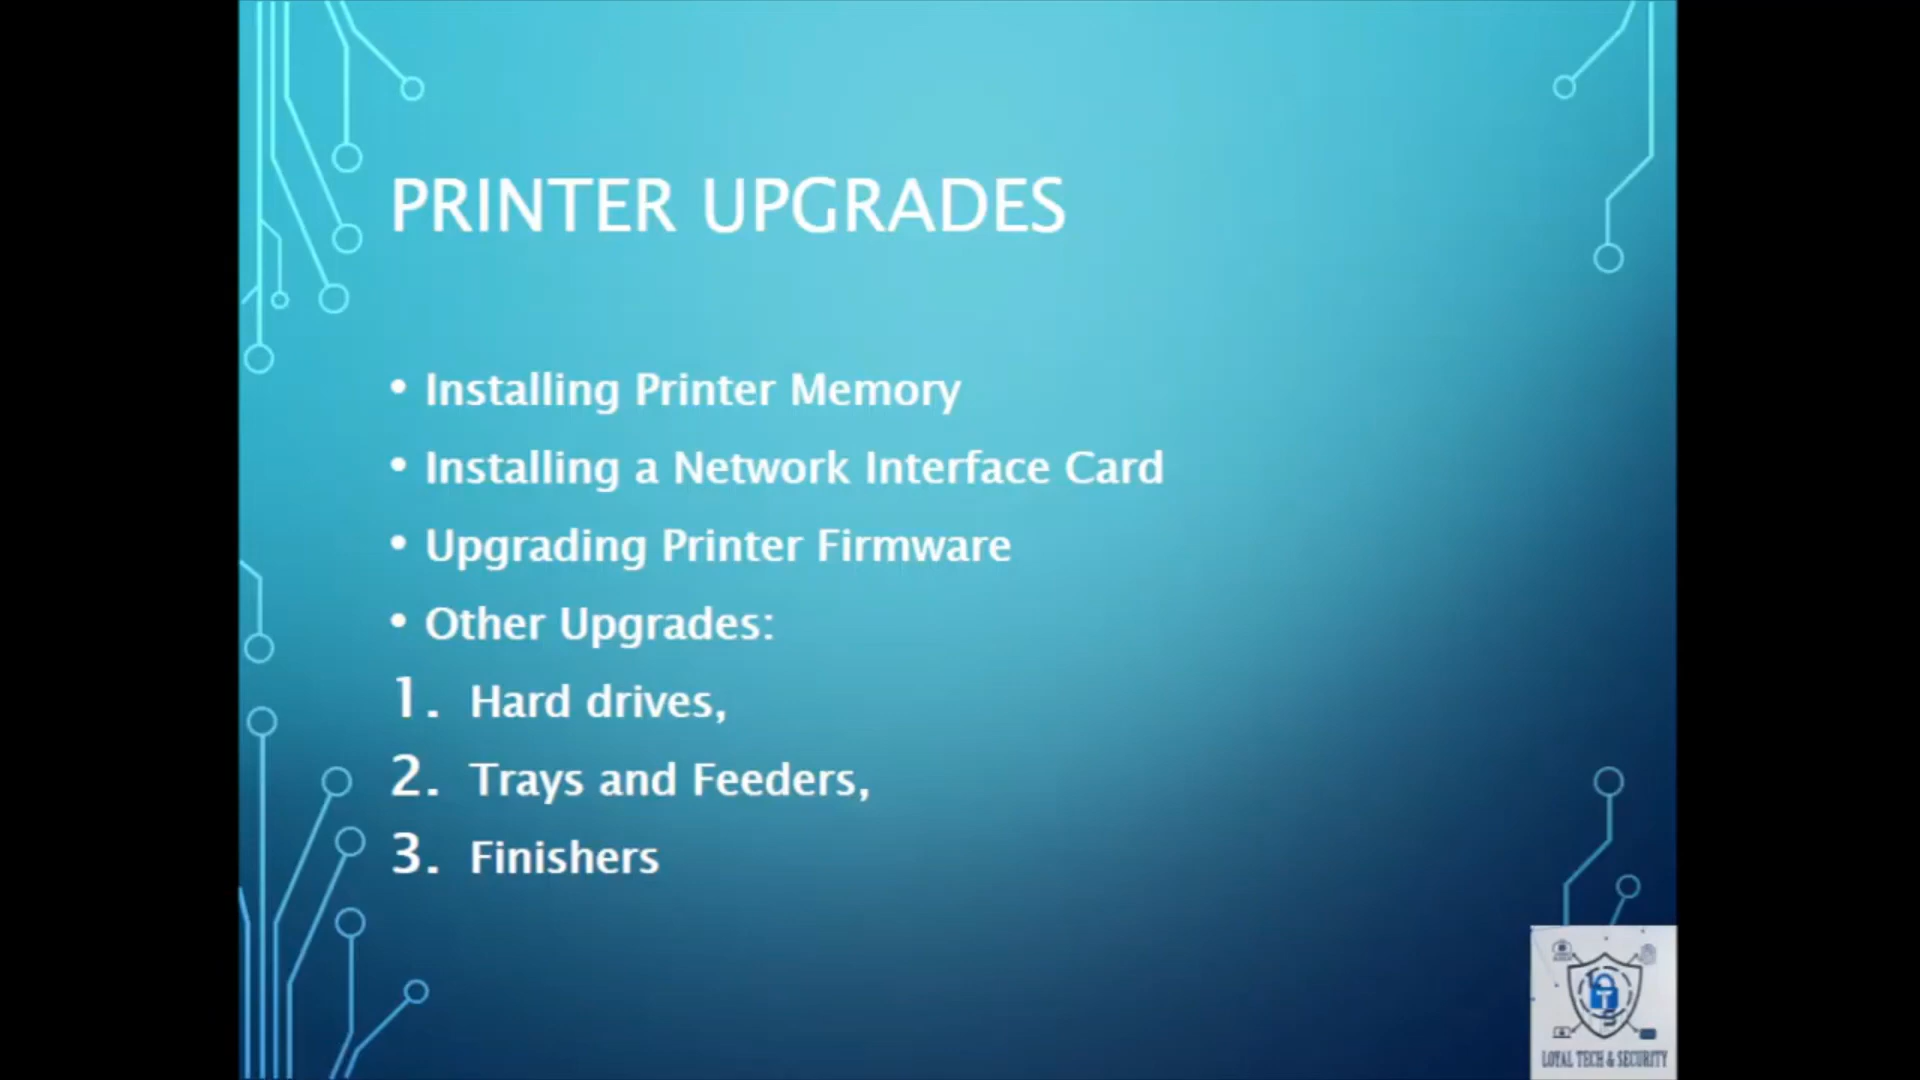 PRINTER UPGRADES
• Installing Printer Memory
• Installing a Network Interface Card
• Upgrading Printer Firmware
• Other Upgrades:
1. Hard drives,
2. Trays and Feeders,
3. Finishers
LOYAL TECH & SECURITY